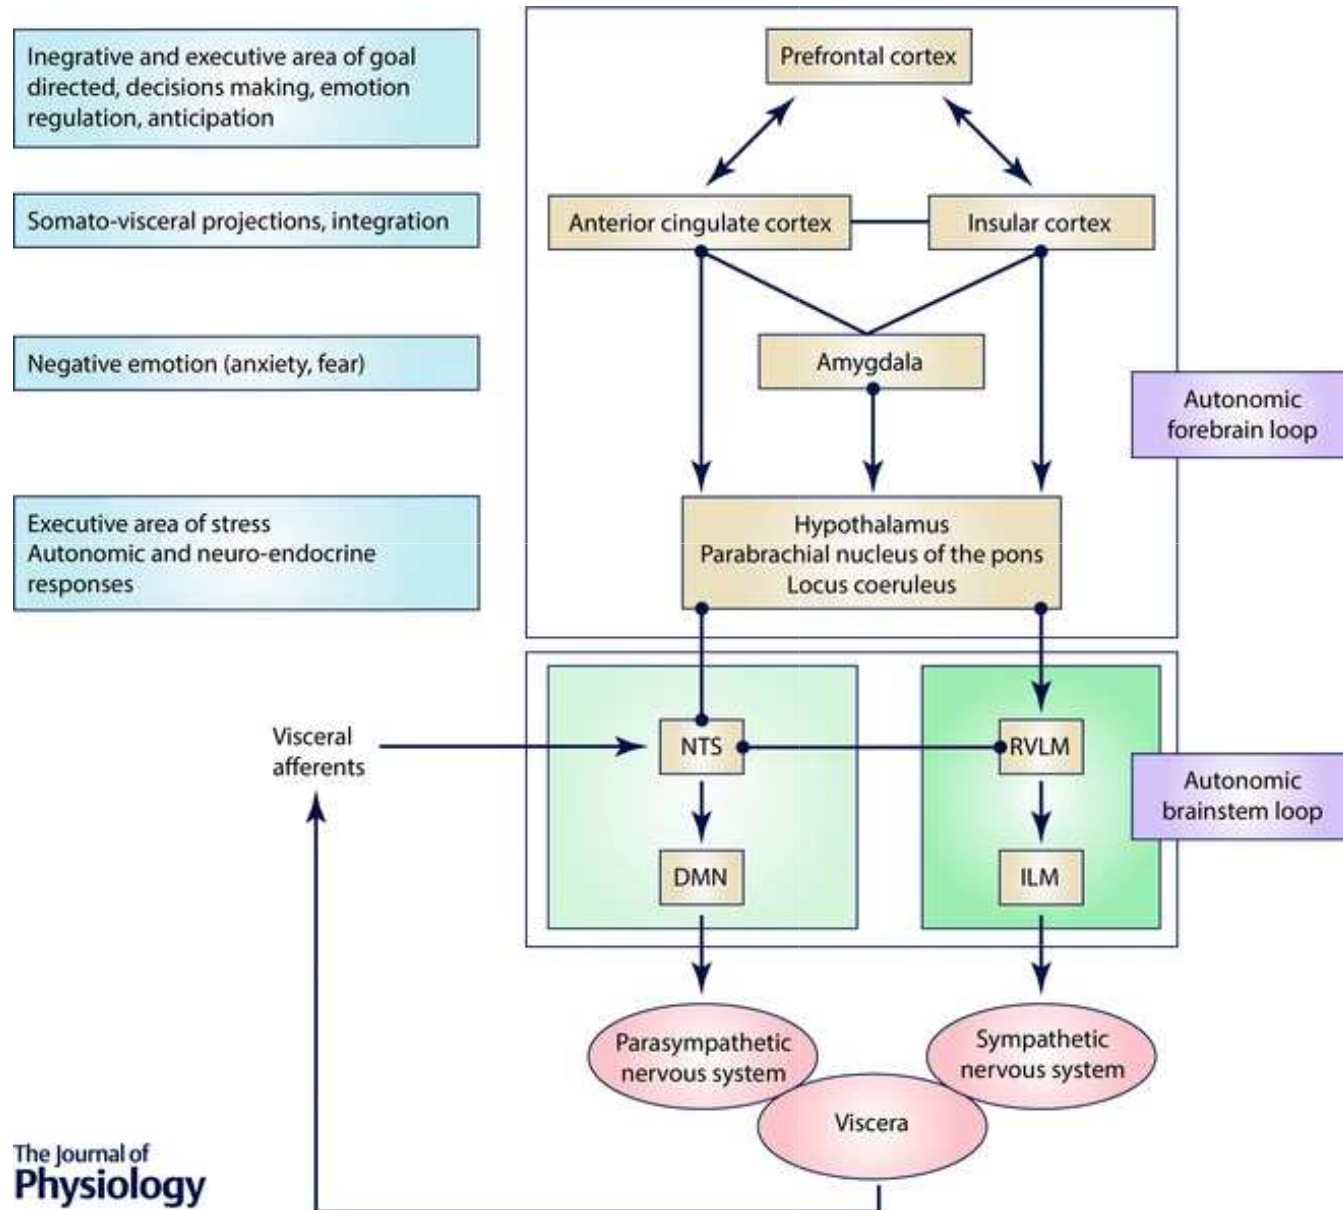 Inegrative and executive area of goal
directed, decisions making, emotion
regulation, anticipation
Prefrontal cortex
Somato-visceral projections, integration
Anterior cingulate cortex
Insular cortex
Negative emotion (anxiety, fear)
Amygdala
Autonomic
forebrain loop
Executive area of stress
Autonomic and neuro-endocrine
responses
Hypothalamus
Parabrachial nucleus of the pons
Locus coeruleus
Visceral
afferents
NTS
RVLM
Autonomic
brainstem loop
DMN
ILM
Parasympathetic
nervous system
Sympathetic
nervous system
Viscera
The Journal of
Physiology